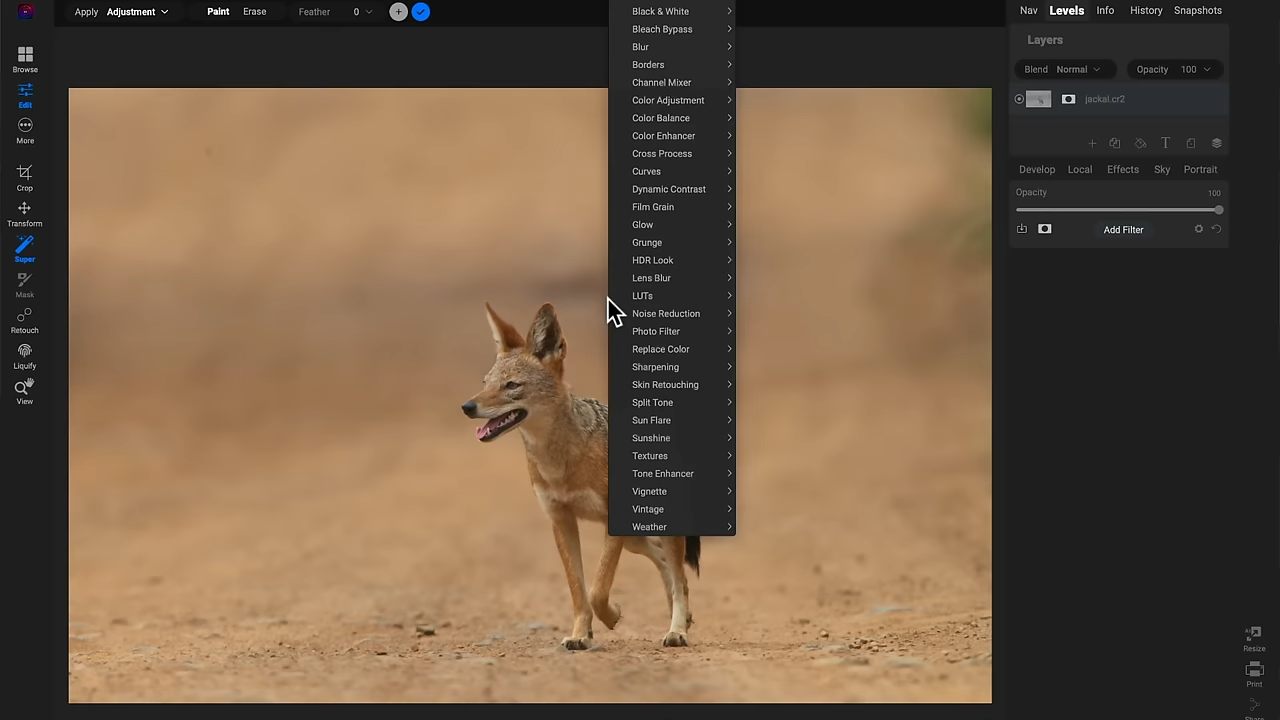 Apply Adjustment Paint Erase Feather 0
Browse
Edit
More
Crop
Transform
Super
Mask
Retouch
Liquify
View
Black & White
Bleach Bypass
Blur
Borders
Channel Mixer
Color Adjustment
Color Balance
Color Enhancer
Cross Process
Curves
Dynamic Contrast
Film Grain
Glow
Grunge
HDR Look
Lens Blur
LUTs
Noise Reduction
Photo Filter
Replace Color
Sharpening
Skin Retouching
Split Tone
Sun Flare
Sunshine
Textures
Tone Enhancer
Vignette
Vintage
Weather
Nav Levels Info History Snapshots
Layers
Blend Normal Opacity 100
jackal.cr2
Develop Local Effects Sky Portrait
Opacity 100
Add Filter
Resize
Print
Share